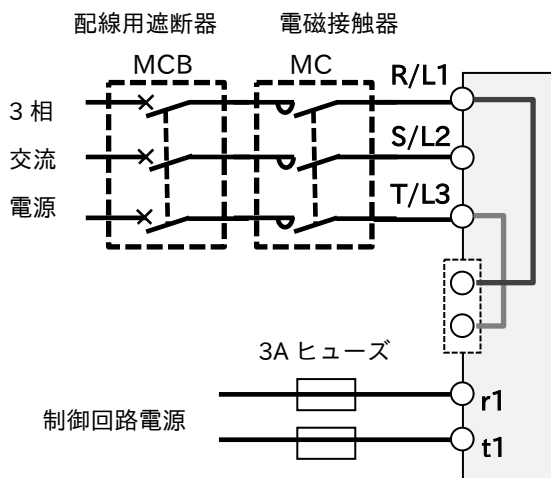 配線用遮断器
電磁接触器
MCB
MC
R/L1
3 相
S/L2
交流
T/L3
電源
3A ヒューズ
r1
制御回路電源
t1